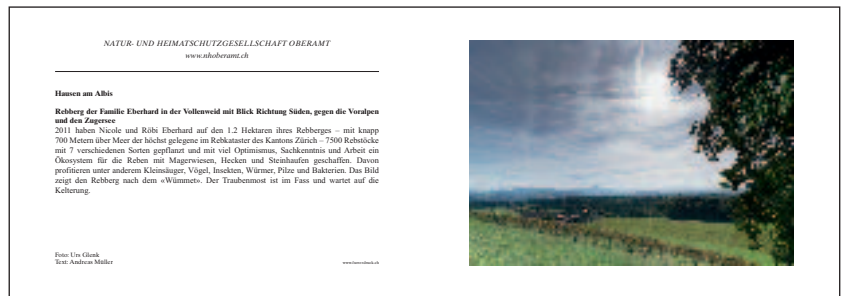 NATUR- UND HEIMATSCHUTZGESELLSCHAFT OBERAMT
www.nhoberamt.ch
Hausen am Albis
Rebberg der Familie Eberhard in der Vollenweid mit Blick Richtung Süden, gegen die Voralpen
und den Zugersee
2011 haben Nicole und Röbi Eberhard auf den 1.2 Hektaren ihres Rebberges – mit knapp
700 Metern über Meer der höchst gelegene im Rebkataster des Kantons Zürich – 7500 Rebstöcke
mit 7 verschiedenen Sorten gepflanzt und mit viel Optimismus, Sachkenntnis und Arbeit ein
Ökosystem für die Reben mit Magerwiesen, Hecken und Steinhaufen geschaffen. Davon
profitieren unter anderem Kleinsäuger, Vögel, Insekten, Würmer, Pilze und Bakterien. Das Bild
zeigt den Rebberg nach dem «Wümmet». Der Traubenmost ist im Fass und wartet auf die
Kelterung.
Foto: Urs Glenk
Text: Andreas Müller